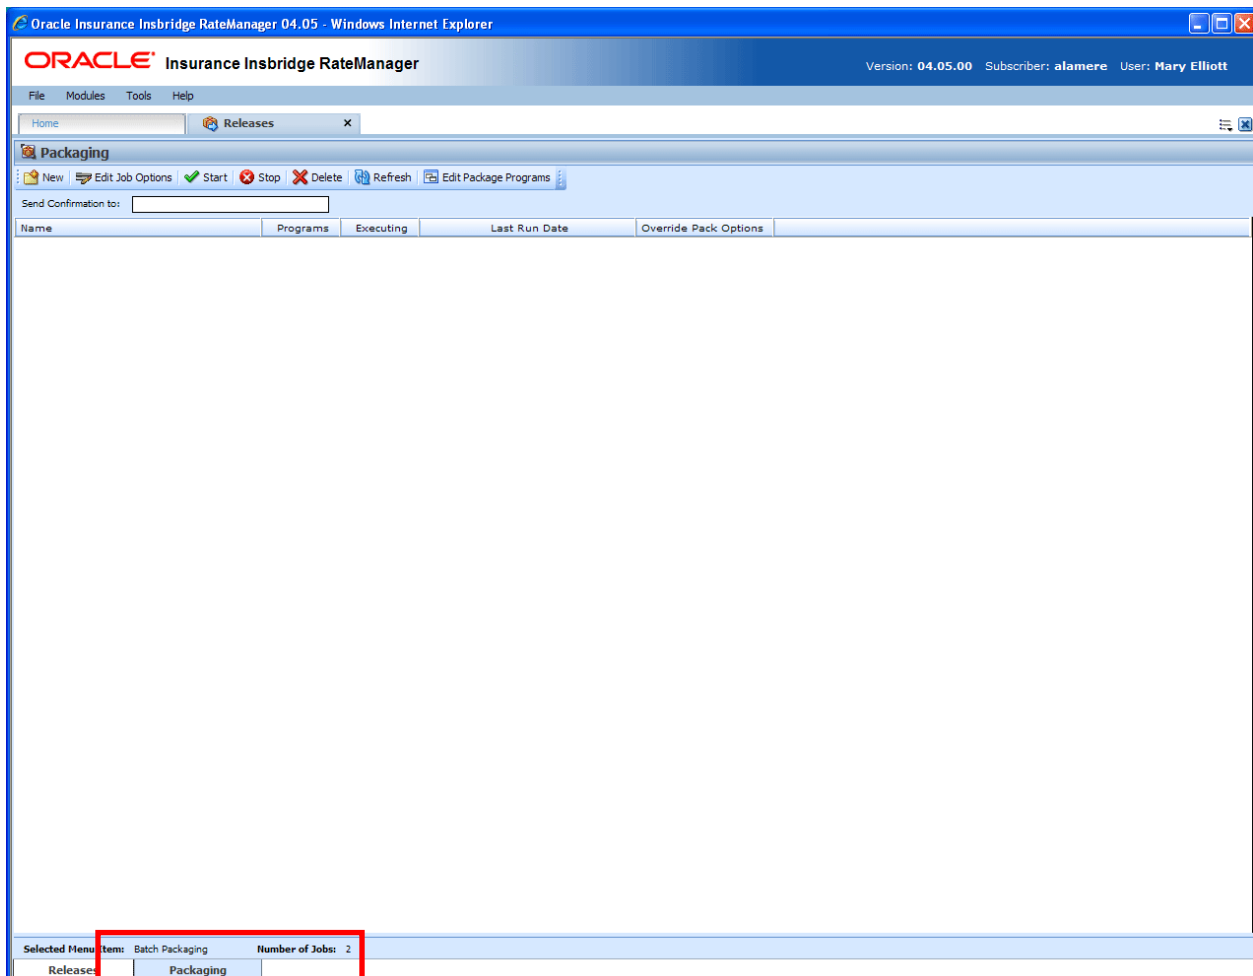 Oracle Insurance Insbridge RateManager 04.05 - Windows Internet Explorer
ORACLE Insurance Insbridge RateManager Version: 04.05.00 Subscriber: alamere User: Mary Elliott
File Modules Tools Help
Home Releases x
Packaging
New Edit Job Options Start Stop Delete Refresh Edit Package Programs
Send Confirmation to:
Name Programs Executing Last Run Date Override Pack Options
Selected Menu Item: Batch Packaging Number of Jobs: 2
Releases Packaging